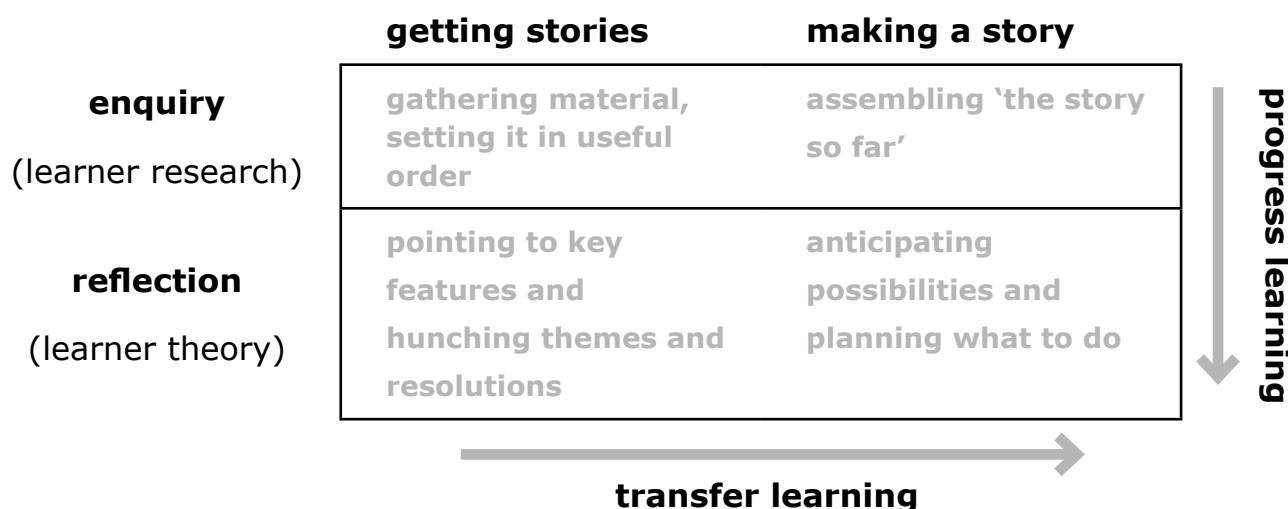 getting stories
making a story
enquiry
(learner research)
gathering material,
setting it in useful
order
assembling ‘the story
so far’
reflection
(learner theory)
pointing to key
features and
hunching themes and
resolutions
anticipating
possibilities and
planning what to do
progress learning
transfer learning